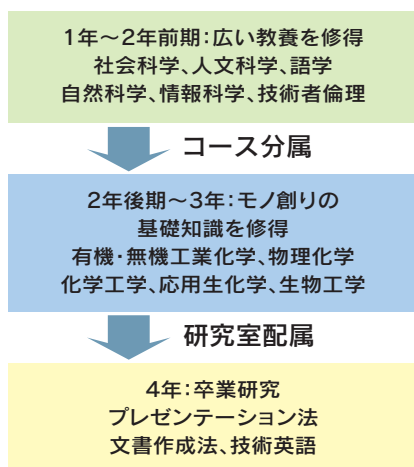 1年～2年前期：広い教養を修得
社会科学、人文科学、語学
自然科学、情報科学、技術者倫理
コース分属
2年後期～3年：モノ創りの
基礎知識を修得
有機・無機工業化学、物理化学
化学工学、応用生化学、生物工学
研究室配属
4年：卒業研究
プレゼンテーション法
文書作成法、技術英語